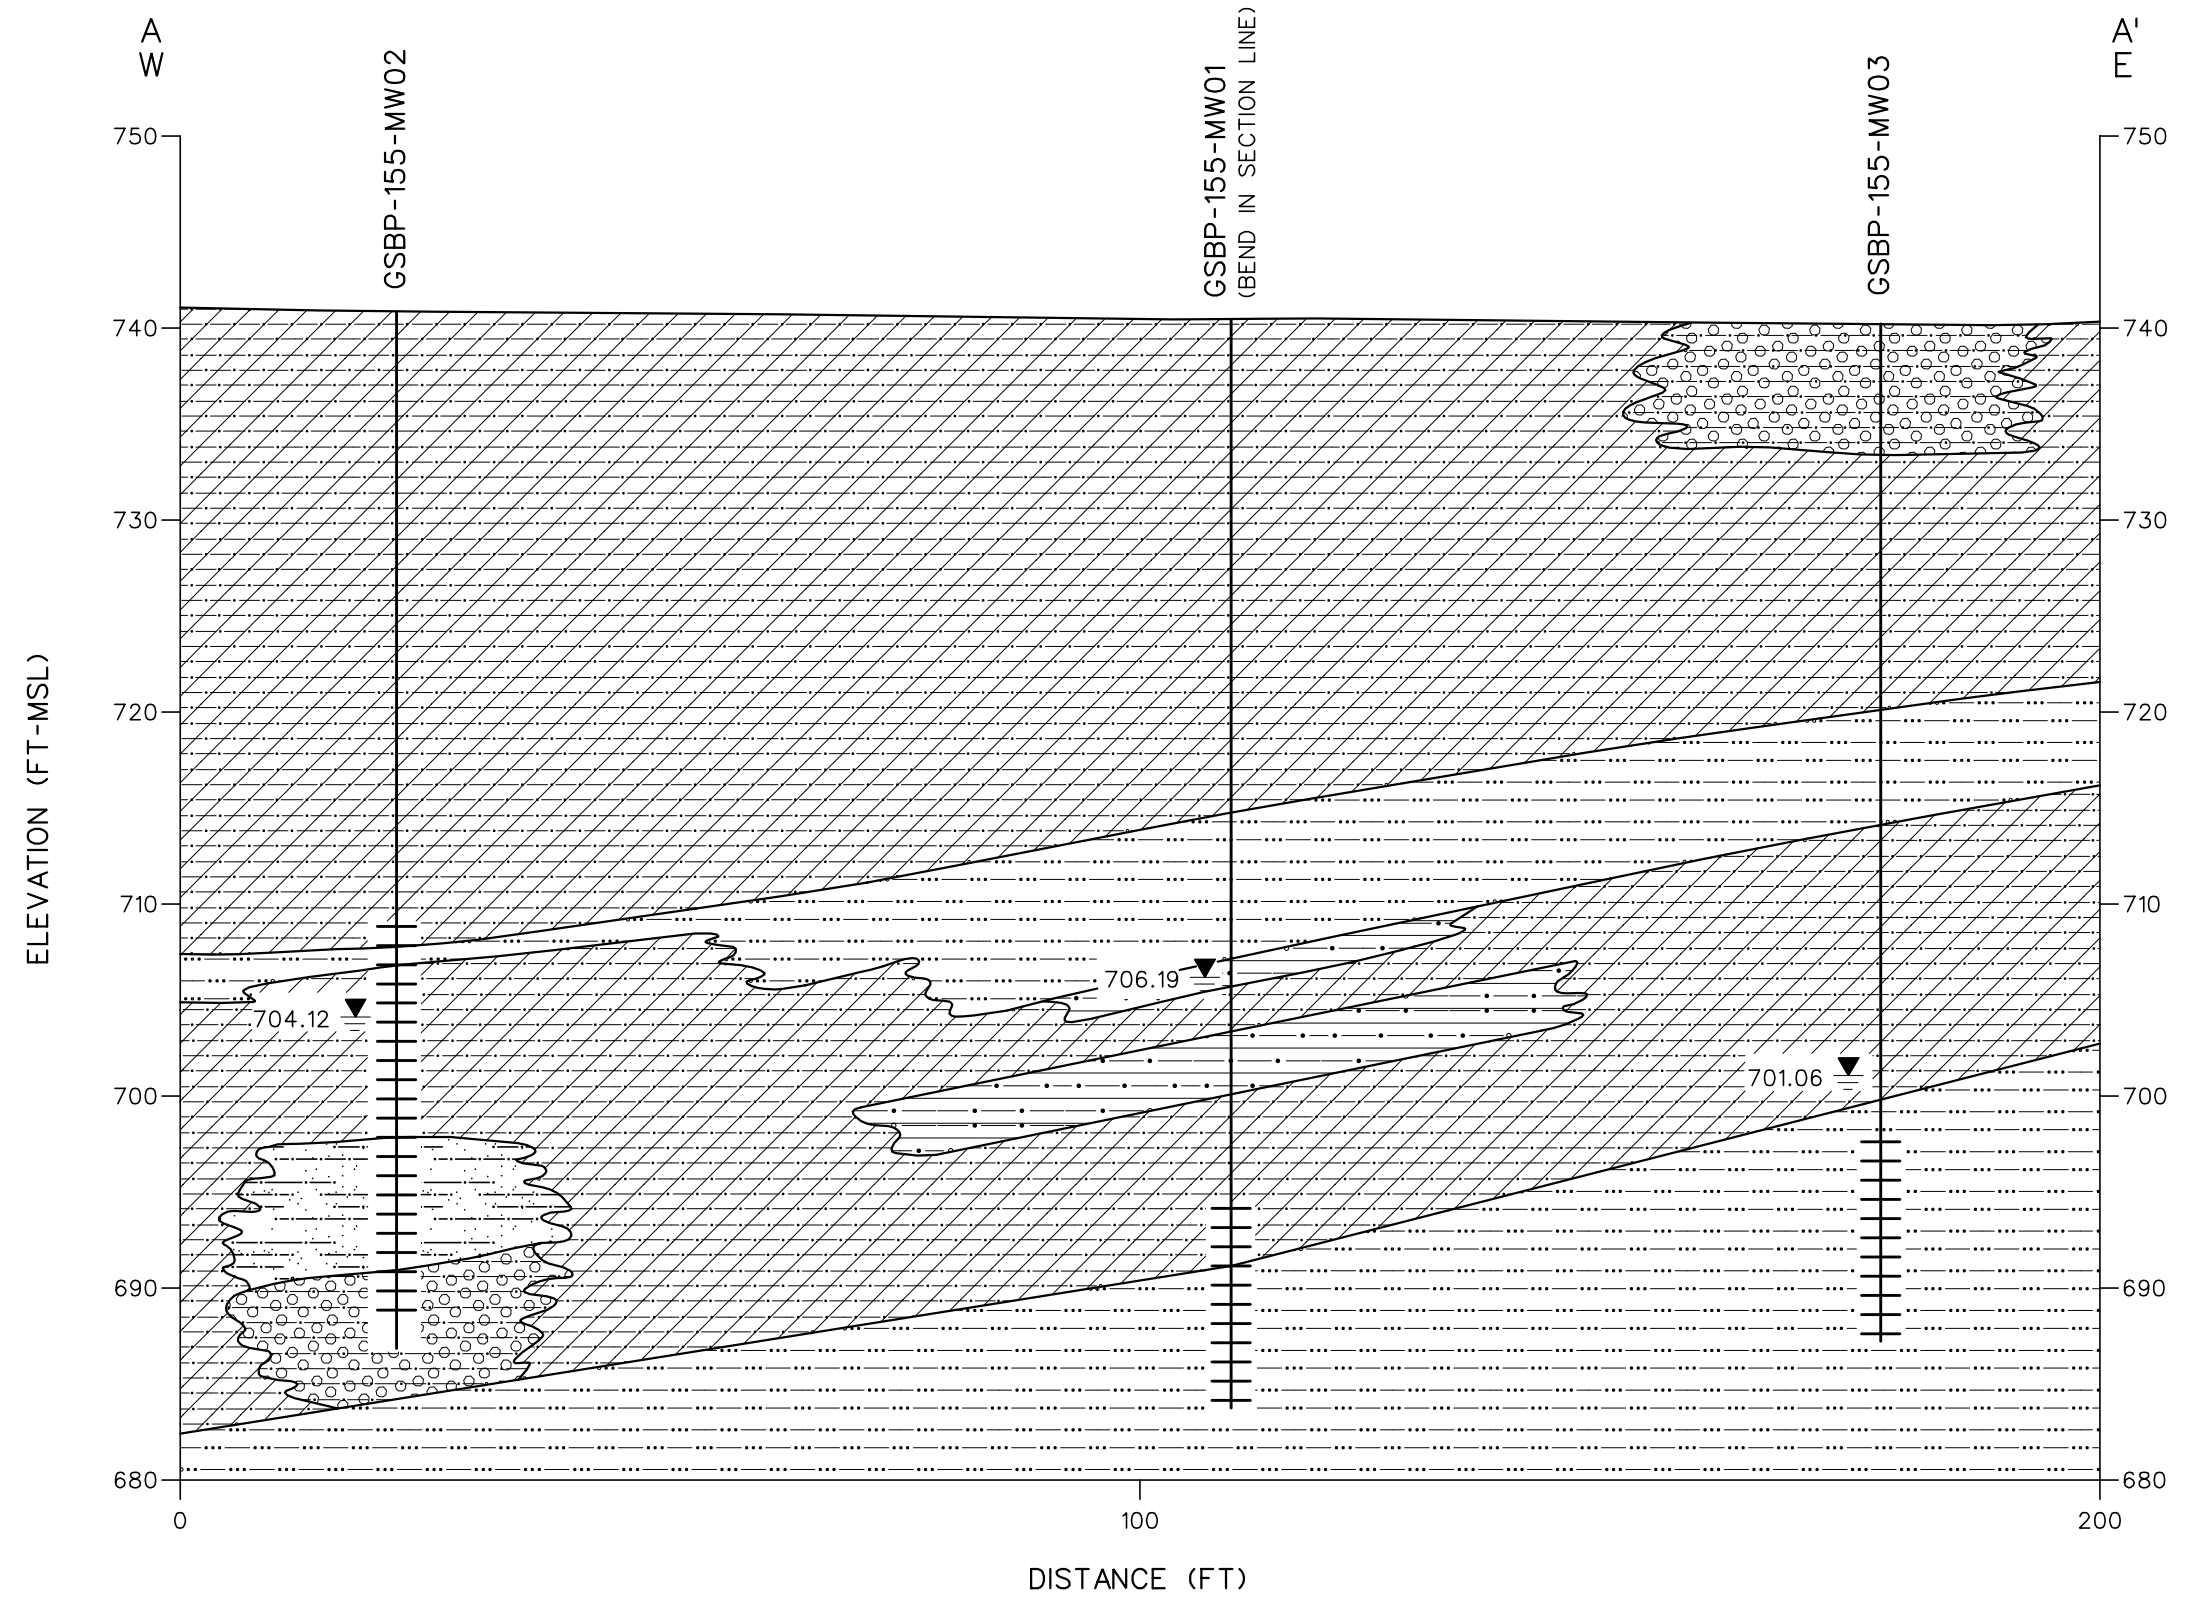 A
W
A'
E
GSBP-155-MW02
GSBP-155-MW01
(BEND IN SECTION LINE)
GSBP-155-MW03
750
750
740
740
730
730
720
720
710
710
706.19
704.12
701.06
700
700
690
690
680
680
ELEVATION (FT-MSL)
0
100
200
DISTANCE (FT)